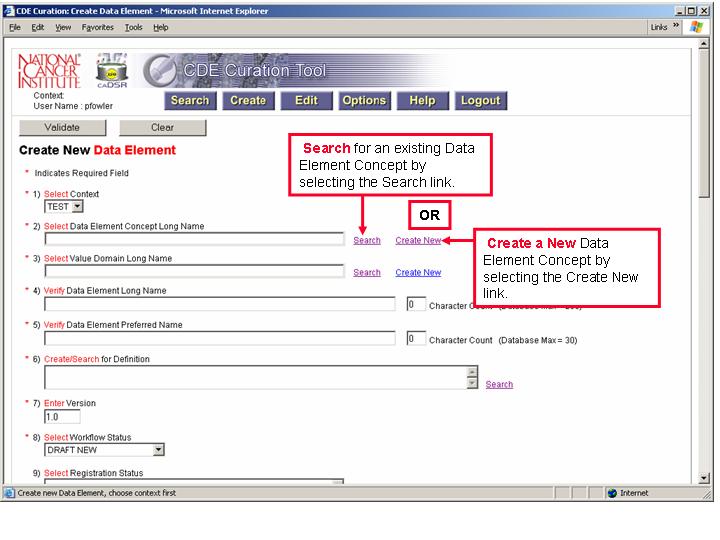 CDE Curation: Create Data Element - Microsoft Internet Explorer
File Edit View Favorites Tools Help
Links »
NATIONAL
CANCER
INSTITUTE
caDSR
CDE Curation Tool
Context:
User Name : pfowler
Search Create Edit Options Help Logout
Validate Clear
Create New Data Element
* Indicates Required Field
Search for an existing Data
Element Concept by
selecting the Search link.
* 1) Select Context
TEST
OR
* 2) Select Data Element Concept Long Name
Search Create New
Create a New Data
Element Concept by
selecting the Create New
link.
* 3) Select Value Domain Long Name
Search Create New
* 4) Verify Data Element Long Name
0 Character Count (Database Max =
* 5) Verify Data Element Preferred Name
0 Character Count (Database Max = 30)
* 6) Create/Search for Definition
Search
* 7) Enter Version
1.0
* 8) Select Workflow Status
DRAFT NEW
9) Select Registration Status
Create new Data Element, choose context first
Internet